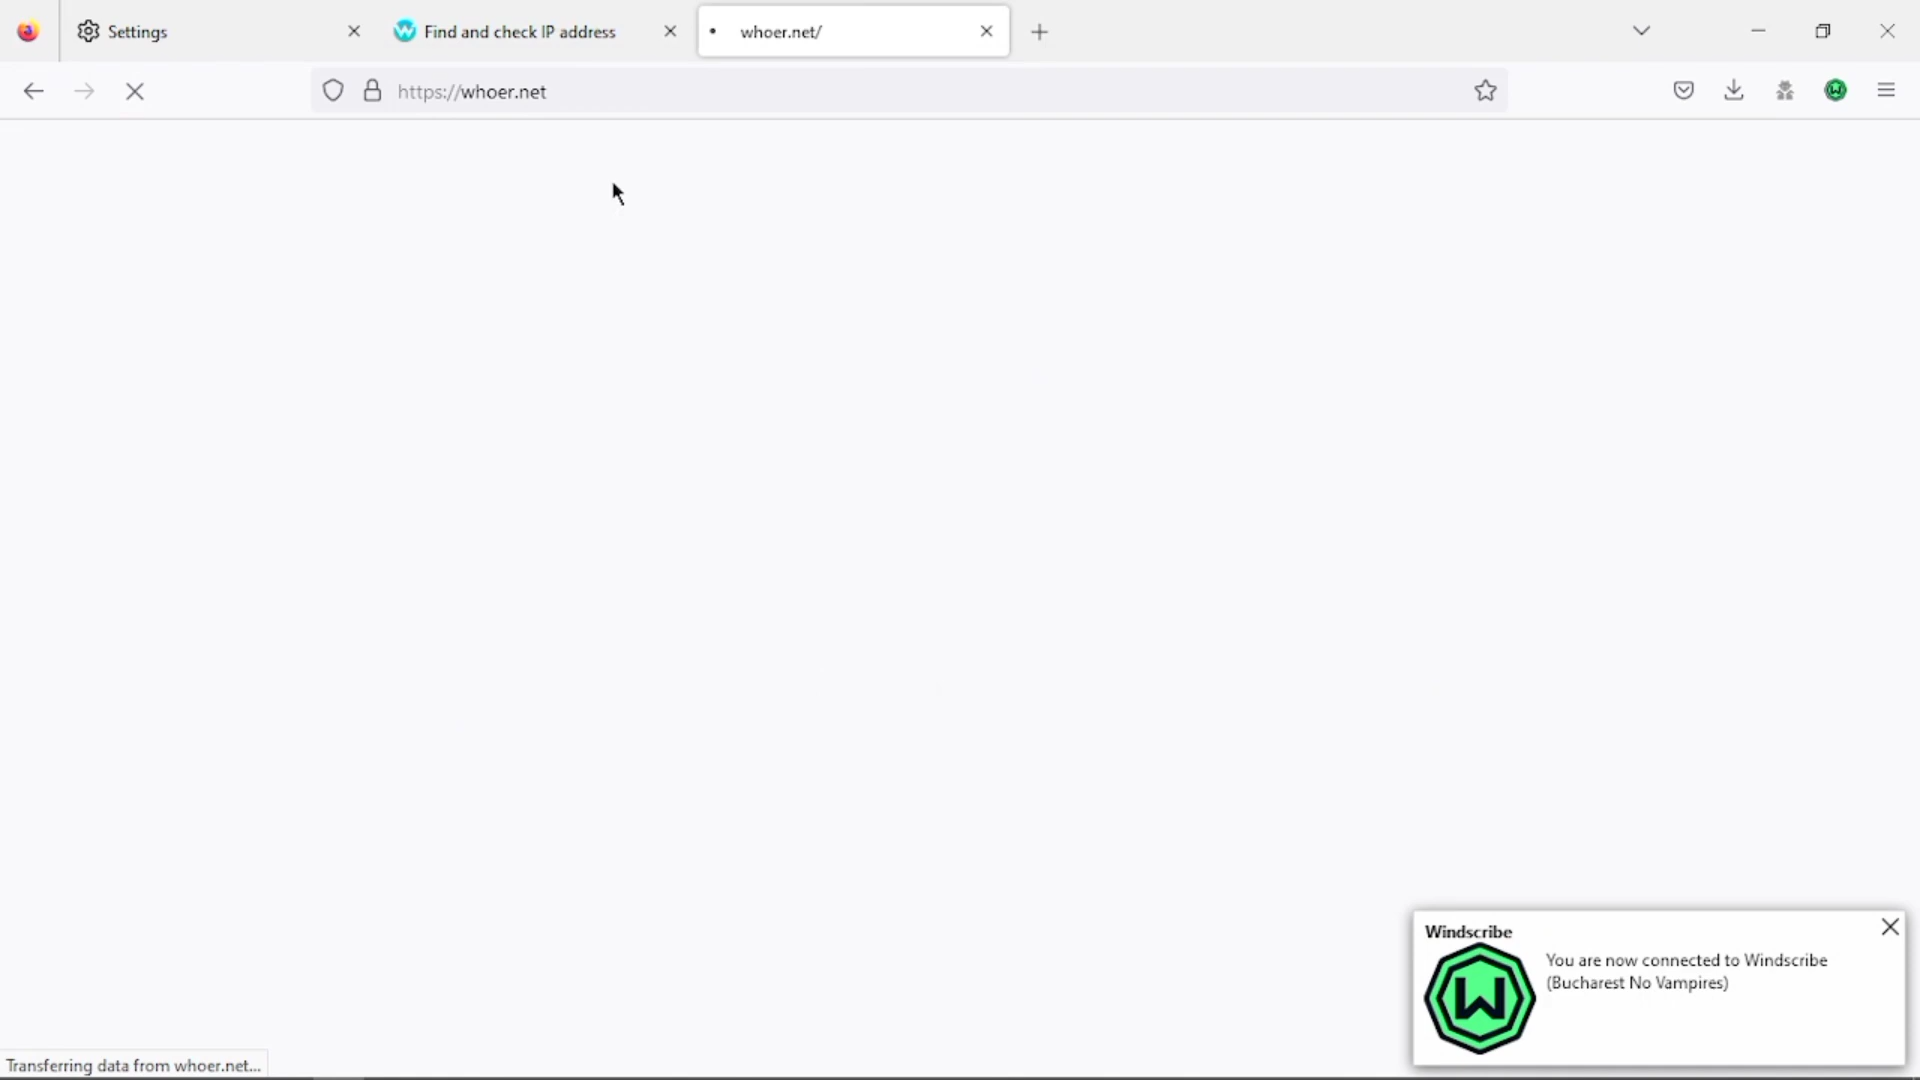 Settings
Find and check IP address
whoer.net/
https://whoer.net
Windscribe
You are now connected to Windscribe
(Bucharest No Vampires)
Transferring data from whoer.net...